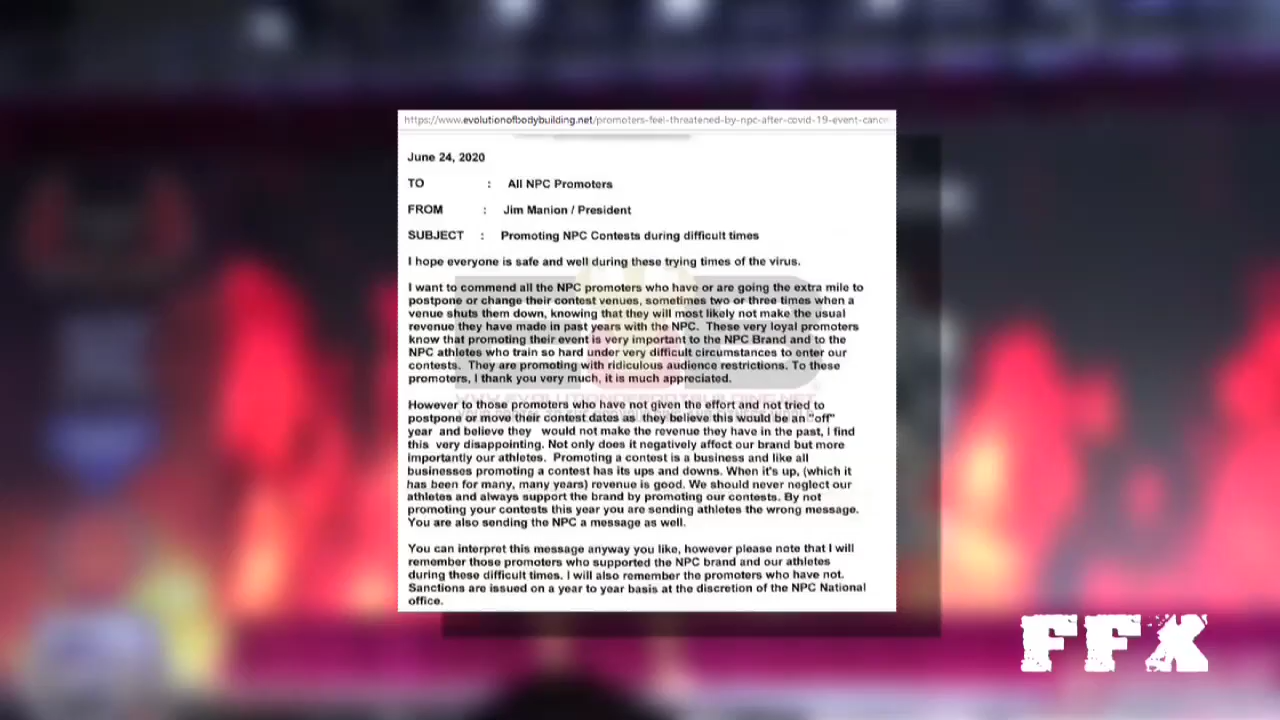 https://www.evolutionofbodybuilding.net/promoters-feel-threatened-by-npc-after-covid-19-event-cance
June 24, 2020
TO : All NPC Promoters
FROM : Jim Manion / President
SUBJECT : Promoting NPC Contests during difficult times
I hope everyone is safe and well during these trying times of the virus.
I want to commend all the NPC promoters who have or are going the extra mile to
postpone or change their contest venues, sometimes two or three times when a
venue shuts them down, knowing that they will most likely not make the usual
revenue they have made in past years with the NPC. These very loyal promoters
know that promoting their event is very important to the NPC Brand and to the
NPC athletes who train so hard under very difficult circumstances to enter our
contests. They are promoting with ridiculous audience restrictions. To these
promoters, I thank you very much, it is much appreciated.
WWW.EVOLUTIONOFBODYBUILDING.NET
However to those promoters who have not given the effort and not tried to
postpone or move their contest dates as they believe this would be an "off"
year and believe they would not make the revenue they have in the past, I find
this very disappointing. Not only does it negatively affect our brand but more
importantly our athletes. Promoting a contest is a business and like all
businesses promoting a contest has its ups and downs. When it's up, (which it
has been for many, many years) revenue is good. We should never neglect our
athletes and always support the brand by promoting our contests. By not
promoting your contests this year you are sending athletes the wrong message.
You are also sending the NPC a message as well.
You can interpret this message anyway you like, however please note that I will
remember those promoters who supported the NPC brand and our athletes
during these difficult times. I will also remember the promoters who have not.
Sanctions are issued on a year to year basis at the discretion of the NPC National
office.
FFX